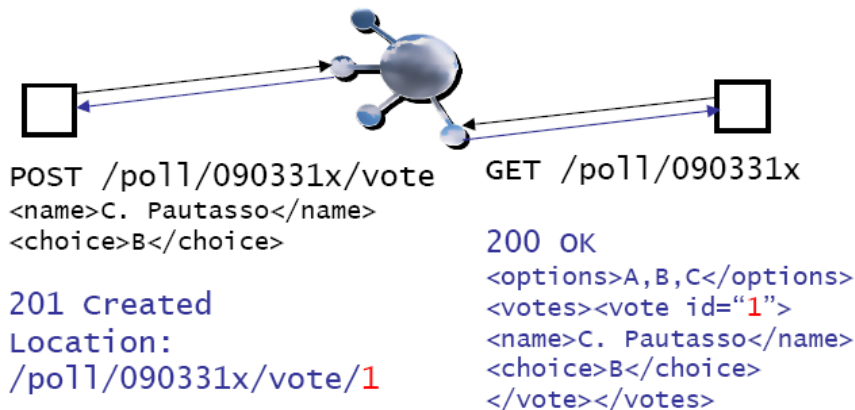 POST /poll/090331x/vote
<name>C. Pautasso</name>
<choice>B</choice>
201 Created
Location:
/poll/090331x/vote/1
GET /poll/090331x
200 OK
<options>A,B,C</options>
<votes><vote id=“1”>
<name>C. Pautasso</name>
<choice>B</choice>
</vote></votes>